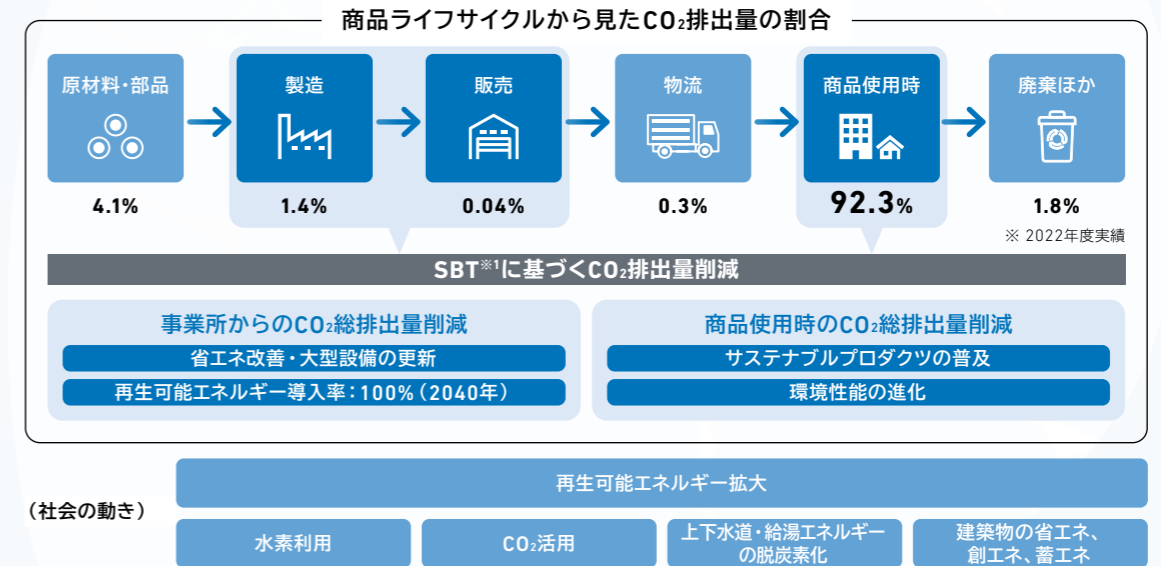 商品ライフサイクルから見たCO₂排出量の割合
原材料・部品
製造
販売
物流
商品使用時
廃棄ほか
4.1%
1.4%
0.04%
0.3%
92.3%
1.8%
※ 2022年度実績
SBT※1に基づくCO₂排出量削減
事業所からのCO₂総排出量削減
省エネ改善・大型設備の更新
再生可能エネルギー導入率：100%（2040年）
商品使用時のCO₂総排出量削減
サステナブルプロダクツの普及
環境性能の進化
（社会の動き）
再生可能エネルギー拡大
水素利用
CO₂活用
上下水道・給湯エネルギー
の脱炭素化
建築物の省エネ、
創エネ、蓄エネ